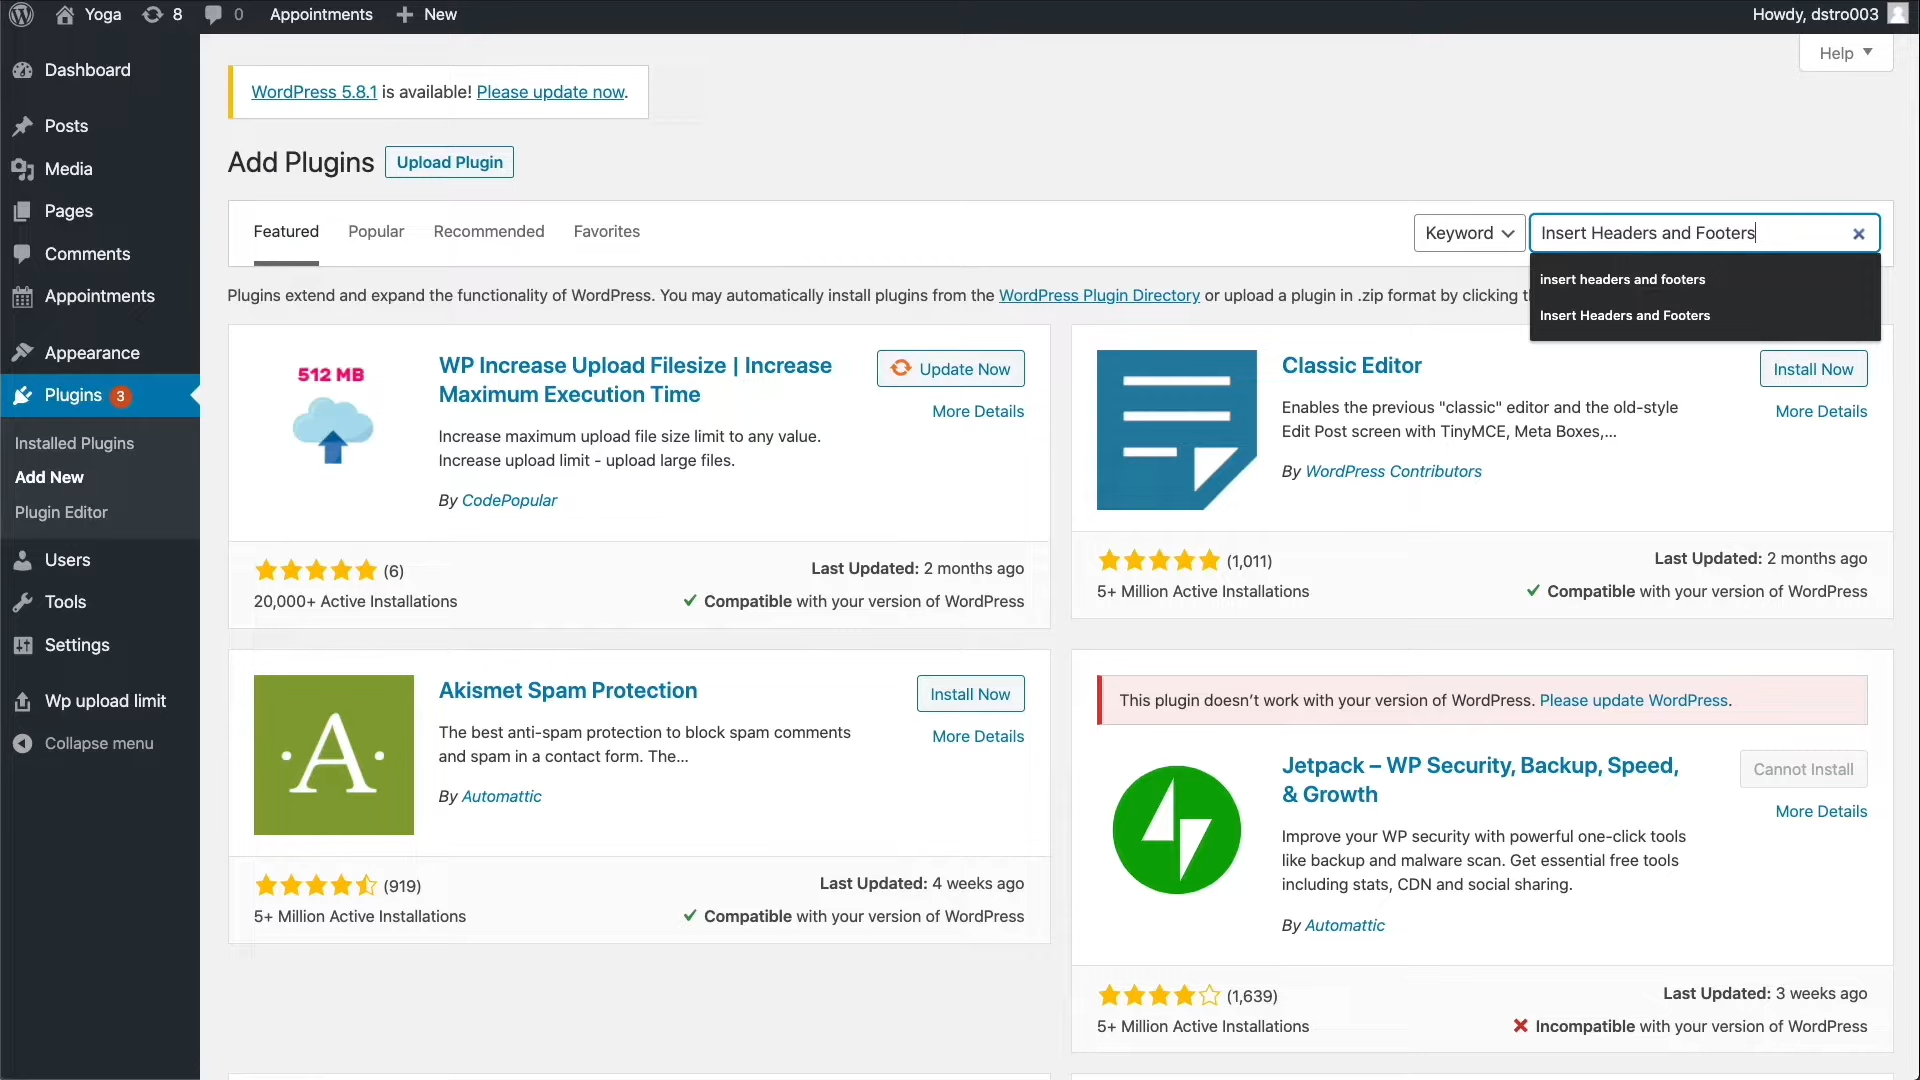 Yoga
8
0
Appointments
New
Howdy, dstro003
Dashboard
Posts
Media
Pages
Comments
Appointments
Appearance
Plugins 3
Installed Plugins
Add New
Plugin Editor
Users
Tools
Settings
Wp upload limit
Collapse menu
Help
WordPress 5.8.1 is available! Please update now.
Add Plugins
Upload Plugin
Featured
Popular
Recommended
Favorites
Keyword
Insert Headers and Footers
insert headers and footers
Insert Headers and Footers
Plugins extend and expand the functionality of WordPress. You may automatically install plugins from the WordPress Plugin Directory or upload a plugin in .zip format by clicking
512 MB
WP Increase Upload Filesize | Increase
Maximum Execution Time
Update Now
More Details
Increase maximum upload file size limit to any value.
Increase upload limit - upload large files.
By CodePopular
(6)
Last Updated: 2 months ago
20,000+ Active Installations
Compatible with your version of WordPress
Classic Editor
Install Now
More Details
Enables the previous "classic" editor and the old-style
Edit Post screen with TinyMCE, Meta Boxes,...
By WordPress Contributors
(1,011)
Last Updated: 2 months ago
5+ Million Active Installations
Compatible with your version of WordPress
A
Akismet Spam Protection
Install Now
More Details
The best anti-spam protection to block spam comments
and spam in a contact form. The...
By Automattic
(919)
Last Updated: 4 weeks ago
5+ Million Active Installations
Compatible with your version of WordPress
This plugin doesn’t work with your version of WordPress. Please update WordPress.
Jetpack – WP Security, Backup, Speed,
& Growth
Cannot Install
More Details
Improve your WP security with powerful one-click tools
like backup and malware scan. Get essential free tools
including stats, CDN and social sharing.
By Automattic
(1,639)
Last Updated: 3 weeks ago
5+ Million Active Installations
Incompatible with your version of WordPress